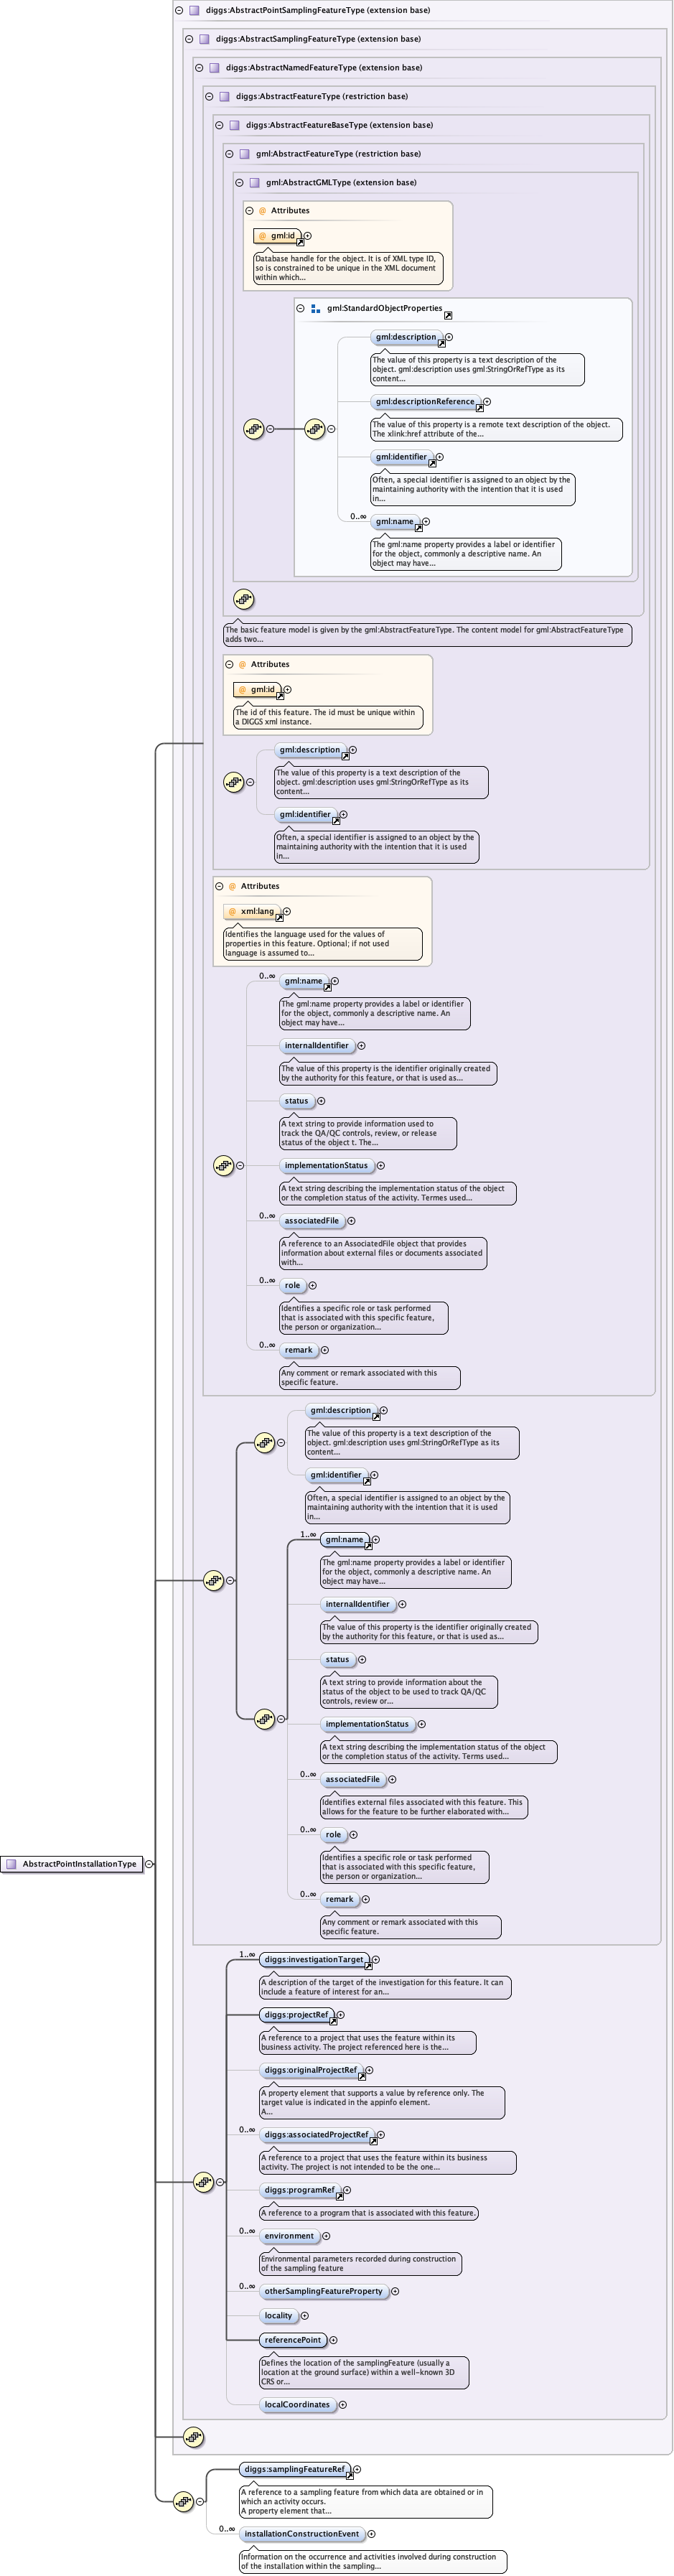 diggs:AbstractPointSamplingFeatureType (extension base)
diggs:AbstractSamplingFeatureType (extension base)
diggs:AbstractNamedFeatureType (extension base)
diggs:AbstractFeatureType (restriction base)
diggs:AbstractFeatureBaseType (extension base)
gml:AbstractFeatureType (restriction base)
gml:AbstractGMLType (extension base)
@ Attributes
@ gml:id
Database handle for the object. It is of XML type ID,
so is constrained to be unique in the XML document
within which...
gml:StandardObjectProperties
gml:description
The value of this property is a text description of the
object. gml:description uses gml:StringOrRefType as its
content...
gml:descriptionReference
The value of this property is a remote text description of the object.
The xlink:href attribute of the...
gml:identifier
Often, a special identifier is assigned to an object by the
maintaining authority with the intention that it is used
in...
0..∞
gml:name
The gml:name property provides a label or identifier
for the object, commonly a descriptive name. An
object may have...
The basic feature model is given by the gml:AbstractFeatureType. The content model for gml:AbstractFeatureType
adds two...
@ Attributes
@ gml:id
The id of this feature. The id must be unique within
a DIGGS xml instance.
gml:description
The value of this property is a text description of the
object. gml:description uses gml:StringOrRefType as its
content...
gml:identifier
Often, a special identifier is assigned to an object by the
maintaining authority with the intention that it is used
in...
@ Attributes
@ xml:lang
Identifies the language used for the values of
properties in this feature. Optional; if not used
language is assumed to...
0..∞
gml:name
The gml:name property provides a label or identifier
for the object, commonly a descriptive name. An
object may have...
internalIdentifier
The value of this property is the identifier originally created
by the authority for this feature, or that is used as...
status
A text string to provide information used to
track the QA/QC controls, review, or release
status of the object t. The...
implementationStatus
A text string describing the implementation status of the object
or the completion status of the activity. Termes used...
0..∞
associatedFile
A reference to an AssociatedFile object that provides
information about external files or documents associated
with...
0..∞
role
Identifies a specific role or task performed
that is associated with this specific feature,
the person or organization...
0..∞
remark
Any comment or remark associated with this
specific feature.
gml:description
The value of this property is a text description of the
object. gml:description uses gml:StringOrRefType as its
content...
gml:identifier
Often, a special identifier is assigned to an object by the
maintaining authority with the intention that it is used
in...
1..∞
gml:name
The gml:name property provides a label or identifier
for the object, commonly a descriptive name. An
object may have...
internalIdentifier
The value of this property is the identifier originally created
by the authority for this feature, or that is used as...
status
A text string to provide information about the
status of the object to be used to track QA/QC
controls, review or...
implementationStatus
A text string describing the implementation status of the object
or the completion status of the activity. Terms used...
0..∞
associatedFile
Identifies external files associated with this feature. This
allows for the feature to be further elaborated with...
0..∞
role
Identifies a specific role or task performed
that is associated with this specific feature,
the person or organization...
AbstractPointInstallationType
0..∞
remark
Any comment or remark associated with this
specific feature.
1..∞
diggs:investigationTarget
A description of the target of the investigation for this feature. It can
include a feature of interest for an...
diggs:projectRef
A reference to a project that uses the feature within its
business activity. The project referenced here is the...
diggs:originalProjectRef
A property element that supports a value by reference only. The
target value is indicated in the appinfo element.
A...
0..∞
diggs:associatedProjectRef
A reference to a project that uses the feature within its business
activity. The project is not intended to be the one...
diggs:programRef
A reference to a program that is associated with this feature.
0..∞
environment
Environmental parameters recorded during construction
of the sampling feature
0..∞
otherSamplingFeatureProperty
locality
referencePoint
Defines the location of the samplingFeature (usually a
location at the ground surface) within a well-known 3D
CRS or...
localCoordinates
diggs:samplingFeatureRef
A reference to a sampling feature from which data are obtained or in
which an activity occurs.
A property element that...
0..∞
installationConstructionEvent
Information on the occurrence and activities involved during construction
of the installation within the sampling...